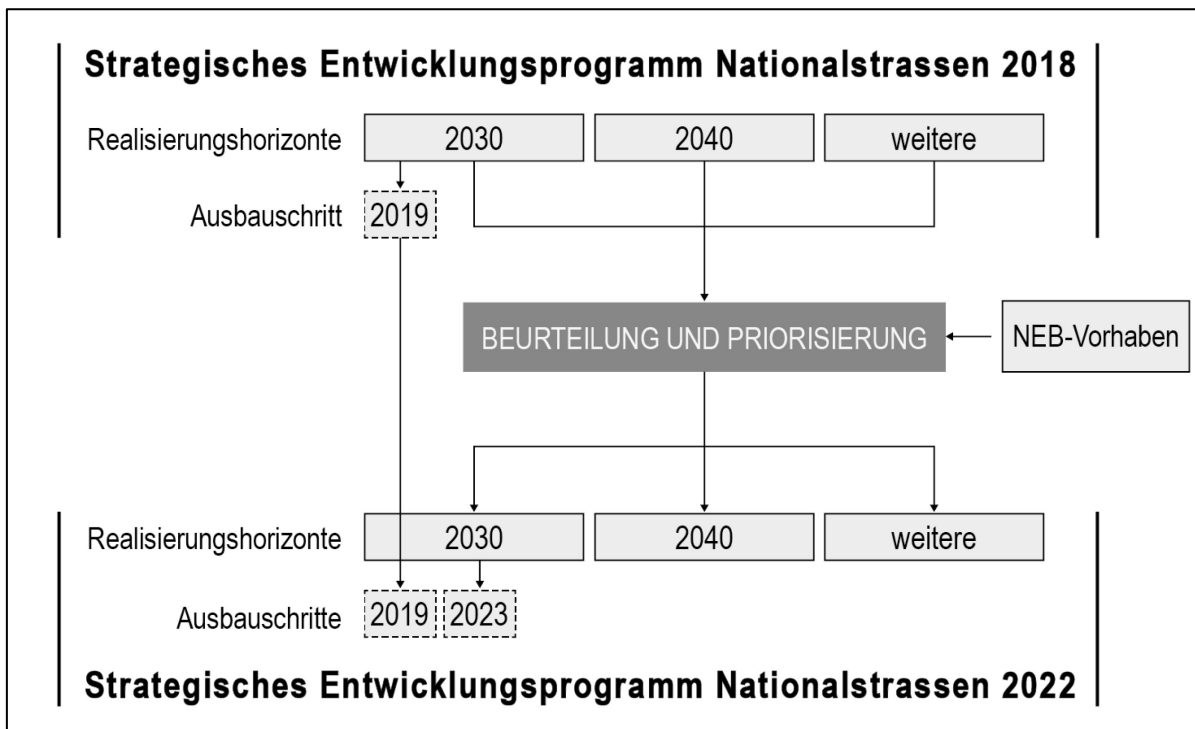 Strategisches Entwicklungsprogramm Nationalstrassen 2018
Realisierungshorizonte 2030 2040 weitere
Ausbauschritt 2019
BEURTEILUNG UND PRIORISIERUNG NEB-Vorhaben
Realisierungshorizonte 2030 2040 weitere
Ausbauschritte 2019 2023
Strategisches Entwicklungsprogramm Nationalstrassen 2022